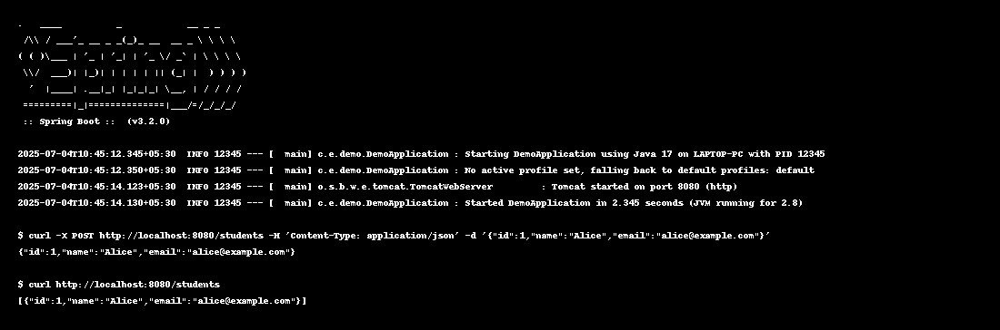 .   ____          _            __ _ _
 /\\ / ___'_ __ _ _(_)_ __  __ _ \ \ \ \
( ( )\___ | '_ | '_| | '_ \/ _` | \ \ \ \
 \\/  ___)| |_)| | | | | || (_| |  ) ) ) )
  '  |____| .__|_| |_|_|_| \__, | / / / /
 =========|_|==============|___/=/_/_/_/
 :: Spring Boot ::  (v3.2.0)

2025-07-04T10:45:12.345+05:30  INFO 12345 --- [  main] c.e.demo.DemoApplication : Starting DemoApplication using Java 17 on LAPTOP-PC with PID 12345
2025-07-04T10:45:12.350+05:30  INFO 12345 --- [  main] c.e.demo.DemoApplication : No active profile set, falling back to default profiles: default
2025-07-04T10:45:14.123+05:30  INFO 12345 --- [  main] o.s.b.w.e.tomcat.TomcatWebServer         : Tomcat started on port 8080 (http)
2025-07-04T10:45:14.130+05:30  INFO 12345 --- [  main] c.e.demo.DemoApplication : Started DemoApplication in 2.345 seconds (JVM running for 2.8)

$ curl -X POST http://localhost:8080/students -H 'Content-Type: application/json' -d '{"id":1,"name":"Alice","email":"alice@example.com"}'
{"id":1,"name":"Alice","email":"alice@example.com"}

$ curl http://localhost:8080/students
[{"id":1,"name":"Alice","email":"alice@example.com"}]